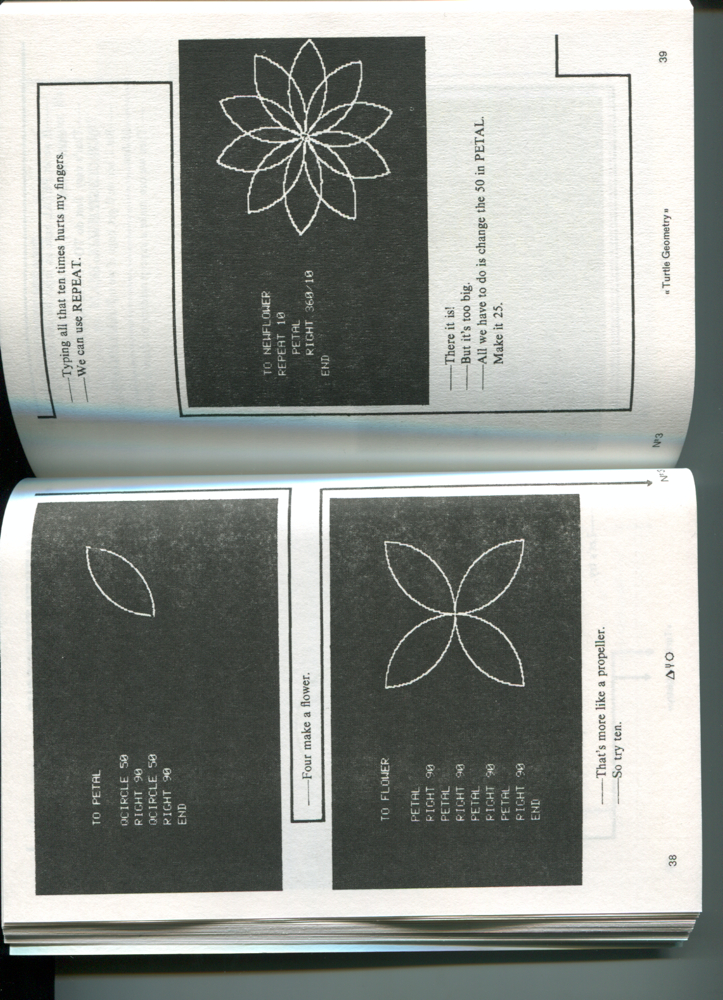 TO PETAL
QCIRCLE 50
RIGHT 90
QCIRCLE 50
RIGHT 90
END
—Four make a flower.
TO FLOWER
PETAL
RIGHT 90
PETAL
RIGHT 90
PETAL
RIGHT 90
PETAL
RIGHT 90
END
—That's more like a propeller.
—So try ten.
38
N°3
—Typing all that ten times hurts my fingers.
—We can use REPEAT.
TO NEWFLOWER
REPEAT 10
PETAL
RIGHT 360/10
END
—There it is!
—But it's too big.
—All we have to do is change the 50 in PETAL.
Make it 25.
N°3
« Turtle Geometry »
39